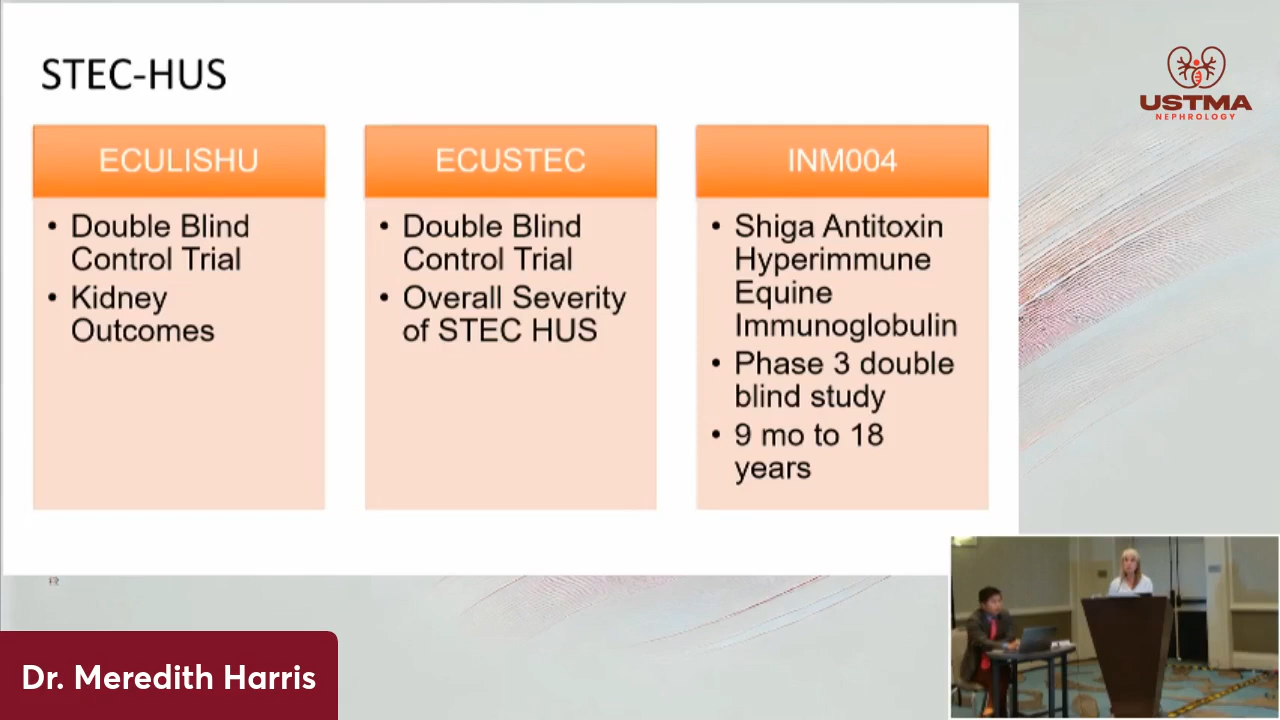 STEC-HUS
ECULISHU
• Double Blind
Control Trial
• Kidney
Outcomes
ECUSTEC
• Double Blind
Control Trial
• Overall Severity
of STEC HUS
INM004
• Shiga Antitoxin
Hyperimmune
Equine
Immunoglobulin
• Phase 3 double
blind study
• 9 mo to 18
years
USTMA
NEPHROLOGY
Dr. Meredith Harris